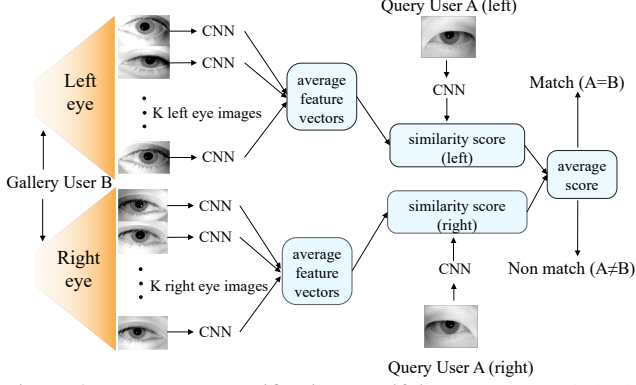 Query User A (left)
CNN
Left
eye
CNN
K left eye images
CNN
average
feature
vectors
CNN
similarity score
(left)
Match (A=B)
Gallery User B
average
score
Right
eye
CNN
CNN
K right eye images
CNN
average
feature
vectors
similarity score
(right)
CNN
Non match (A≠B)
Query User A (right)